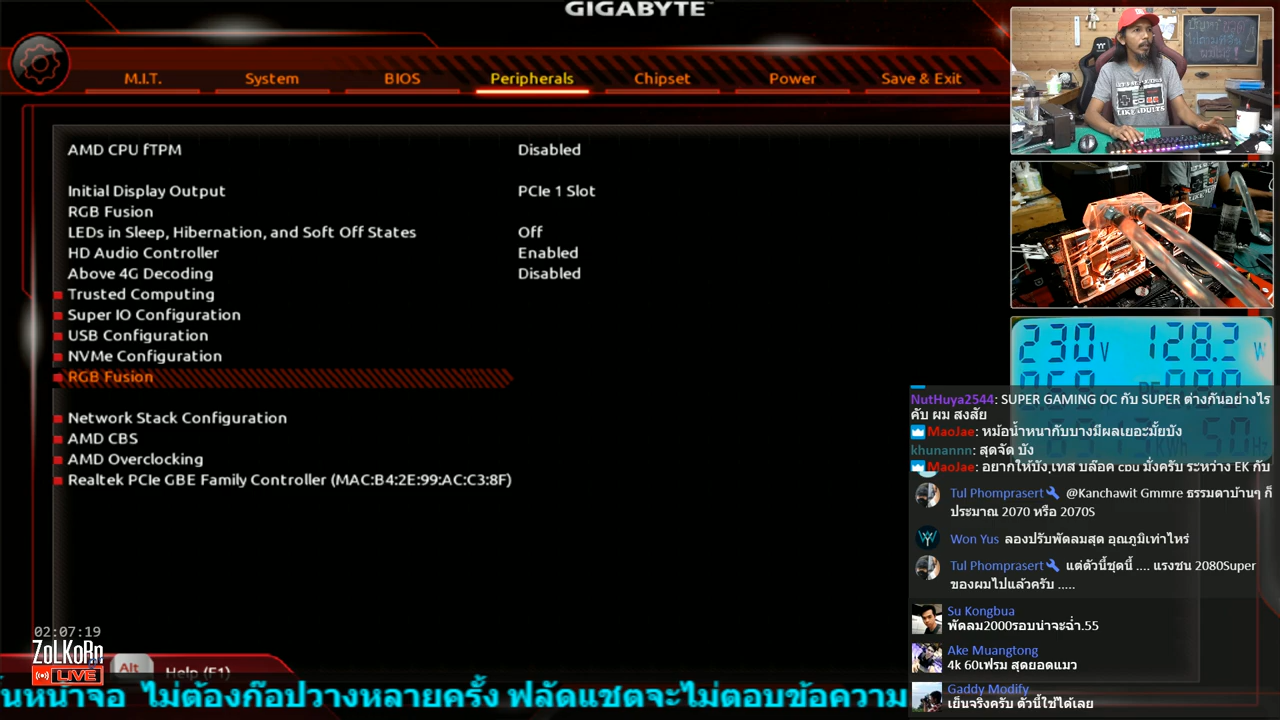 GIGABYTE™
M.I.T.
System
BIOS
Peripherals
Chipset
Power
Save & Exit
AMD CPU fTPM Disabled
Initial Display Output PCIe 1 Slot
RGB Fusion
LEDs in Sleep, Hibernation, and Soft Off States Off
HD Audio Controller Enabled
Above 4G Decoding Disabled
Trusted Computing
Super IO Configuration
USB Configuration
NVMe Configuration
RGB Fusion
Network Stack Configuration
AMD CBS
AMD Overclocking
Realtek PCIe GBE Family Controller (MAC:B4:2E:99:AC:C3:8F)
230 V 128.2 W
NutHuya2544: SUPER GAMING OC กับ SUPER ต่างกันอย่างไร
คับ ผม สงสัย
MaoJae: หม้อน้ำหนากับบางมีผลเยอะมั้ยบัง
khunannn: สุดจัด บัง
MaoJae: อยากให้บัง,เทส บล๊อค cpu มั่งครับ ระหว่าง EK กับ
Tul Phomprasert @Kanchawit Gmmre ธรรมดาบ้านๆ ก็
ประมาณ 2070 หรือ 2070S
Won Yus ลองปรับพัดลมสุด อุณภูมิเท่าไหร่
Tul Phomprasert แต่ตัวนี้ชุดนี้ .... แรงชน 2080Super
ของผมไปแล้วครับ .....
Su Kongbua
พัดลม2000รอบน่าจะฉ่ำ.55
Ake Muangtong
4k 60เฟรม สุดยอดแมว
Gaddy Modify
เย็นจริงครับ ตัวนี้ใช้ได้เลย
02:07:19
ZoLKoRn
LIVE
Alt Help (F1)
ั้นหน้าจอ ไม่ต้องก๊อปวางหลายครั้ง ฟลัดแชตจะไม่ตอบข้อความ